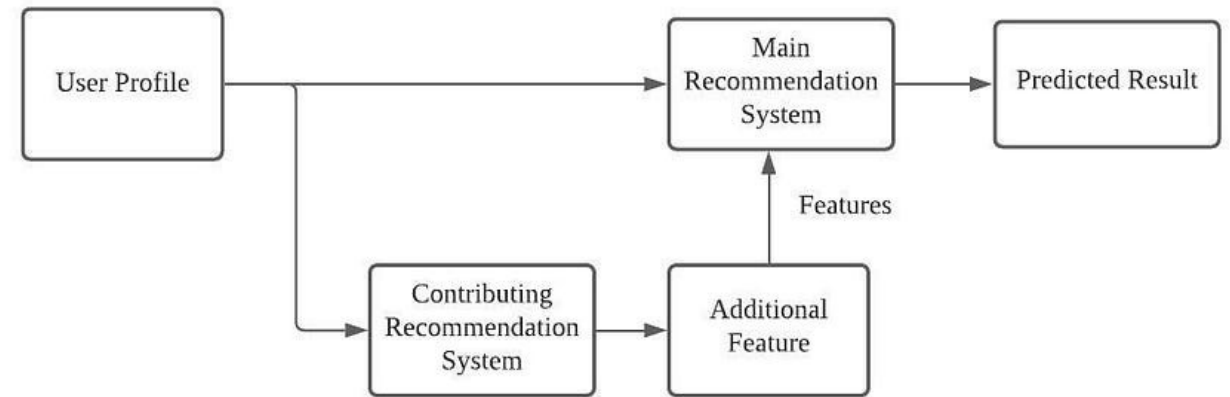 User Profile
Main
Recommendation
System
Predicted Result
Features
Contributing
Recommendation
System
Additional
Feature